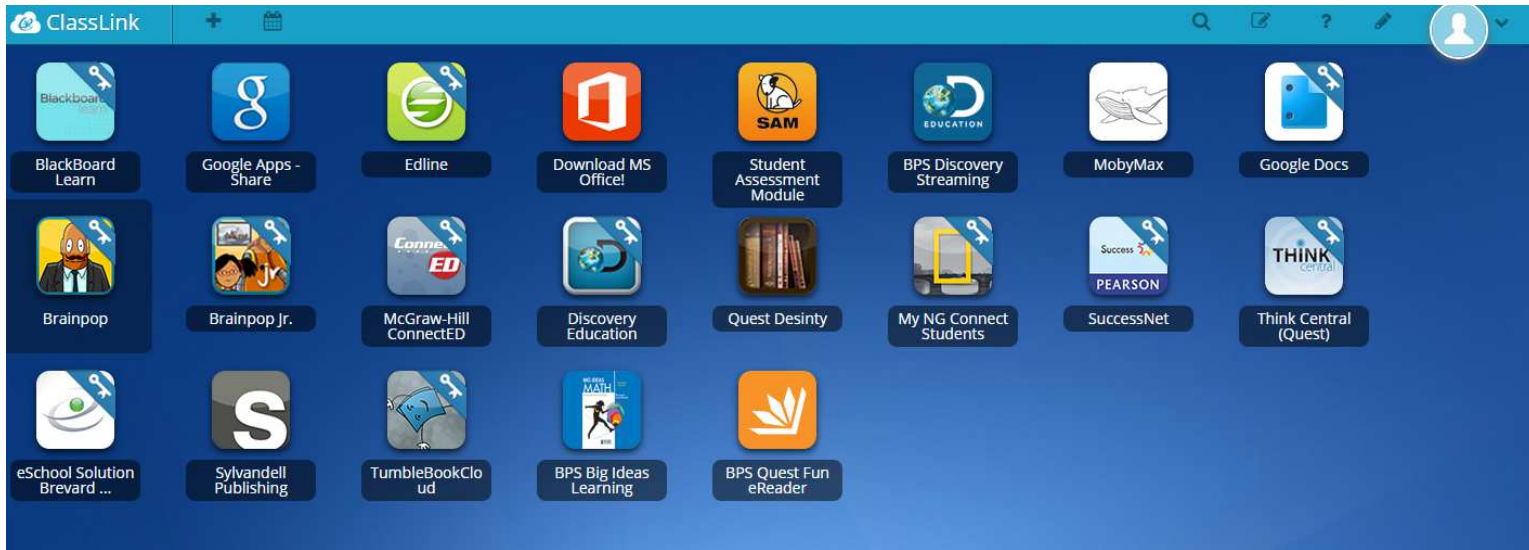 ClassLink
?
Blackboard
learn
g
SAM
EDUCATION
BlackBoard
Learn
Google Apps -
Share
Edline
Download MS
Office!
Student
Assessment
Module
BPS Discovery
Streaming
MobyMax
Google Docs
jr.
Conne
ED
Success
PEARSON
THINK
central
Brainpop
Brainpop Jr.
McGraw-Hill
ConnectED
Discovery
Education
Quest Desinty
My NG Connect
Students
SuccessNet
Think Central
(Quest)
S
BIG IDEAS
MATH
eSchool Solution
Brevard ...
Sylvandell
Publishing
TumbleBookClo
ud
BPS Big Ideas
Learning
BPS Quest Fun
eReader